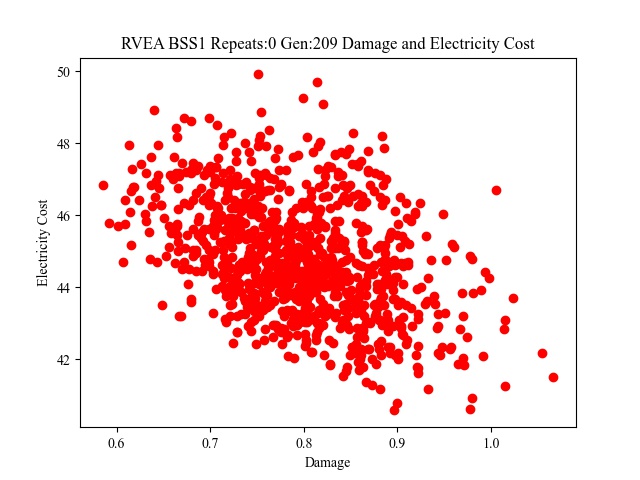 RVEA BSS1 Repeats:0 Gen:209 Damage and Electricity Cost
50
48
46
44
42
Electricity Cost
0.6 0.7 0.8 0.9 1.0
Damage